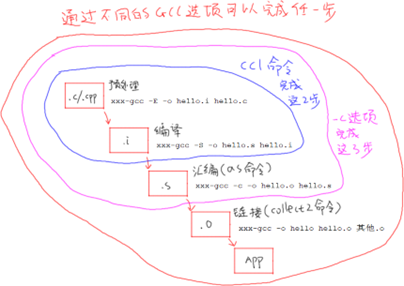 通过不同的Gcc选项可以完成任一步
cc1命令
完成
这2步
预处理
.c/.cpp
xxx-gcc -E -o hello.i hello.c
编译
.i
xxx-gcc -S -o hello.s hello.i
-c选项
完成
这3步
汇编(as命令)
.s
xxx-gcc -c -o hello.o hello.s
链接(collect2命令)
.o
xxx-gcc -o hello hello.o 其他.o
APP